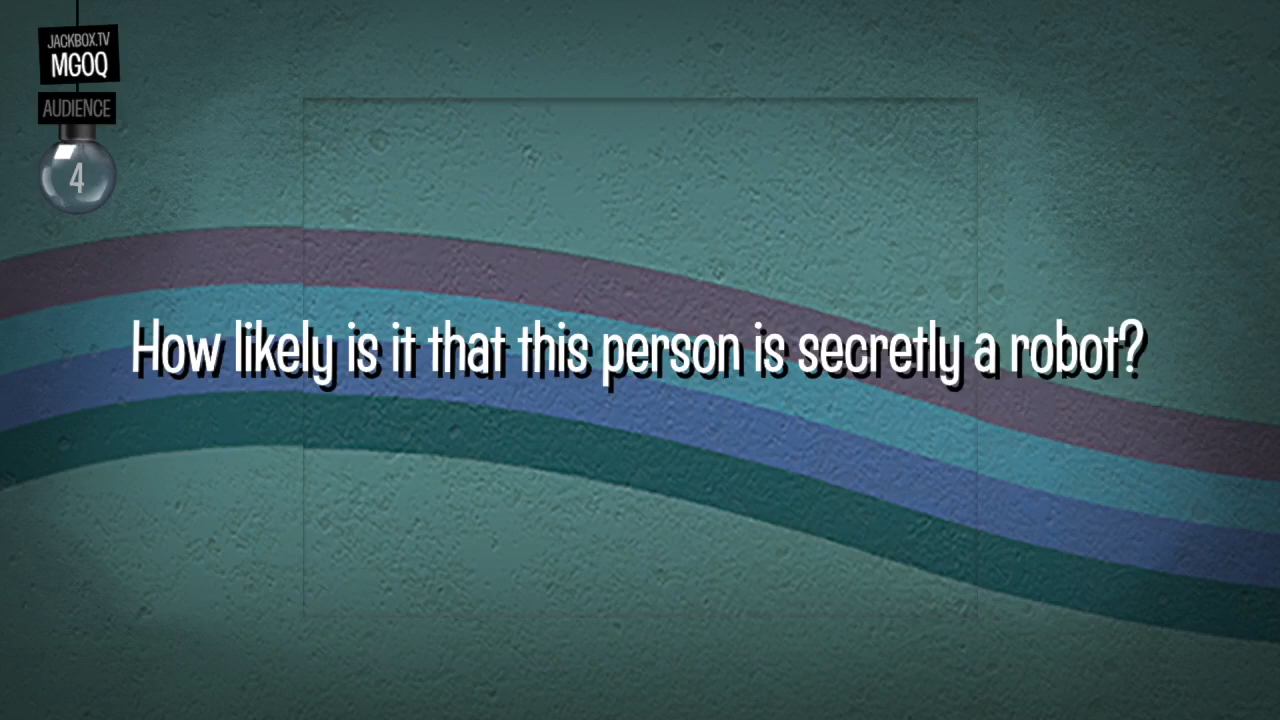 JACKBOX.TV
MGOQ
AUDIENCE
4
How likely is it that this person is secretly a robot?